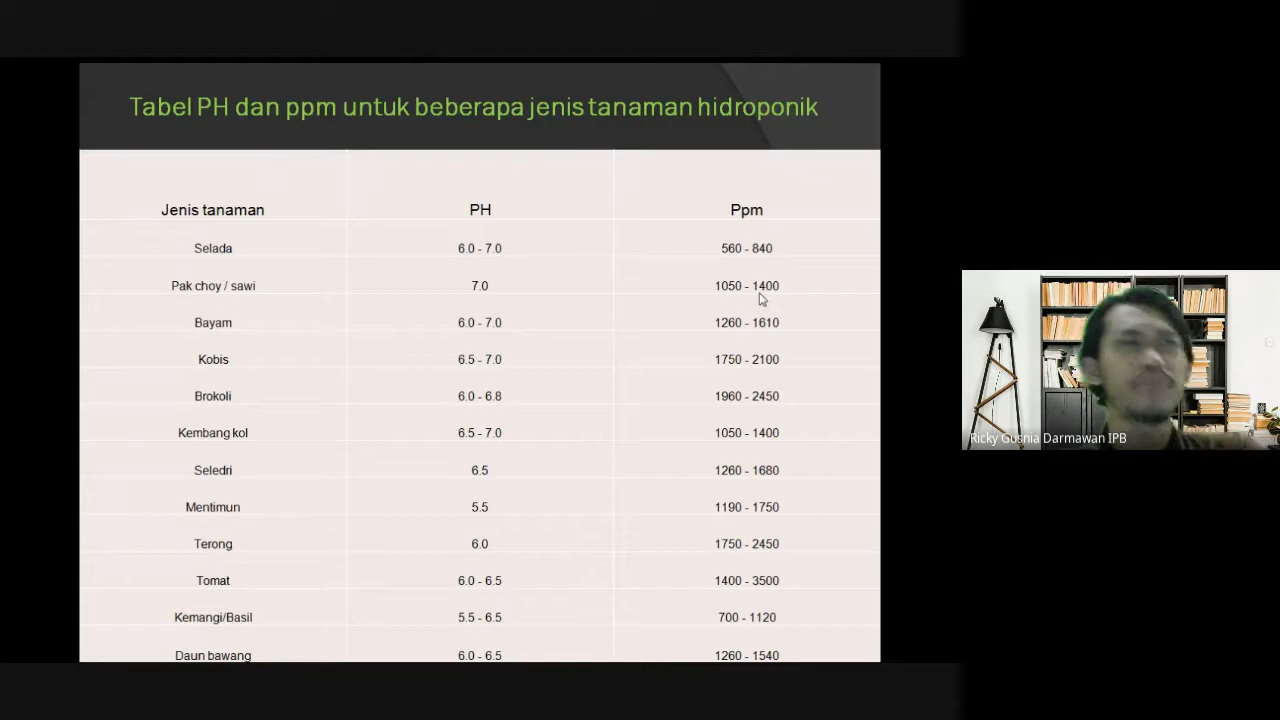 Tabel PH dan ppm untuk beberapa jenis tanaman hidroponik
Jenis tanaman PH Ppm
Selada 6.0 - 7.0 560 - 840
Pak choy / sawi 7.0 1050 - 1400
Bayam 6.0 - 7.0 1260 - 1610
Kobis 6.5 - 7.0 1750 - 2100
Brokoli 6.0 - 6.8 1960 - 2450
Kembang kol 6.5 - 7.0 1050 - 1400
Seledri 6.5 1260 - 1680
Mentimun 5.5 1190 - 1750
Terong 6.0 1750 - 2450
Tomat 6.0 - 6.5 1400 - 3500
Kemangi/Basil 5.5 - 6.5 700 - 1120
Daun bawang 6.0 - 6.5 1260 - 1540
Ricky Gusnia Darmawan IPB